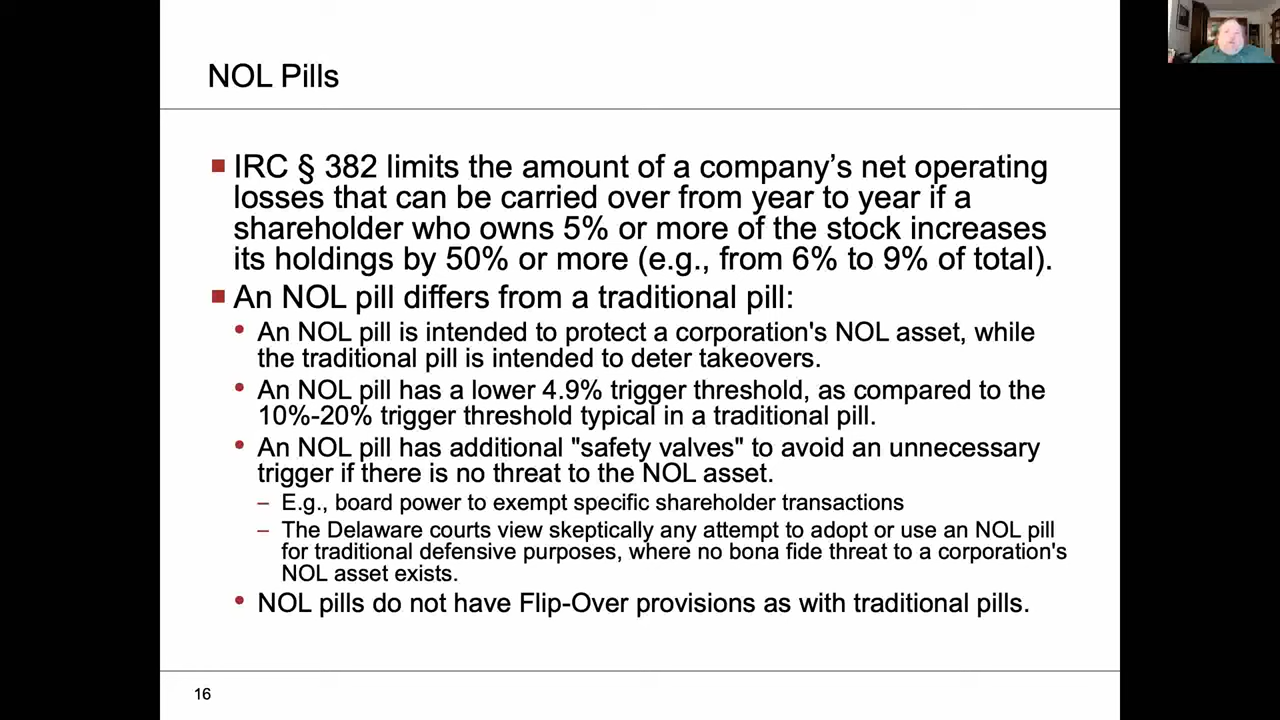 NOL Pills
IRC § 382 limits the amount of a company’s net operating
losses that can be carried over from year to year if a
shareholder who owns 5% or more of the stock increases
its holdings by 50% or more (e.g., from 6% to 9% of total).
An NOL pill differs from a traditional pill:
An NOL pill is intended to protect a corporation's NOL asset, while
the traditional pill is intended to deter takeovers.
An NOL pill has a lower 4.9% trigger threshold, as compared to the
10%-20% trigger threshold typical in a traditional pill.
An NOL pill has additional "safety valves" to avoid an unnecessary
trigger if there is no threat to the NOL asset.
– E.g., board power to exempt specific shareholder transactions
– The Delaware courts view skeptically any attempt to adopt or use an NOL pill
for traditional defensive purposes, where no bona fide threat to a corporation's
NOL asset exists.
NOL pills do not have Flip-Over provisions as with traditional pills.
16